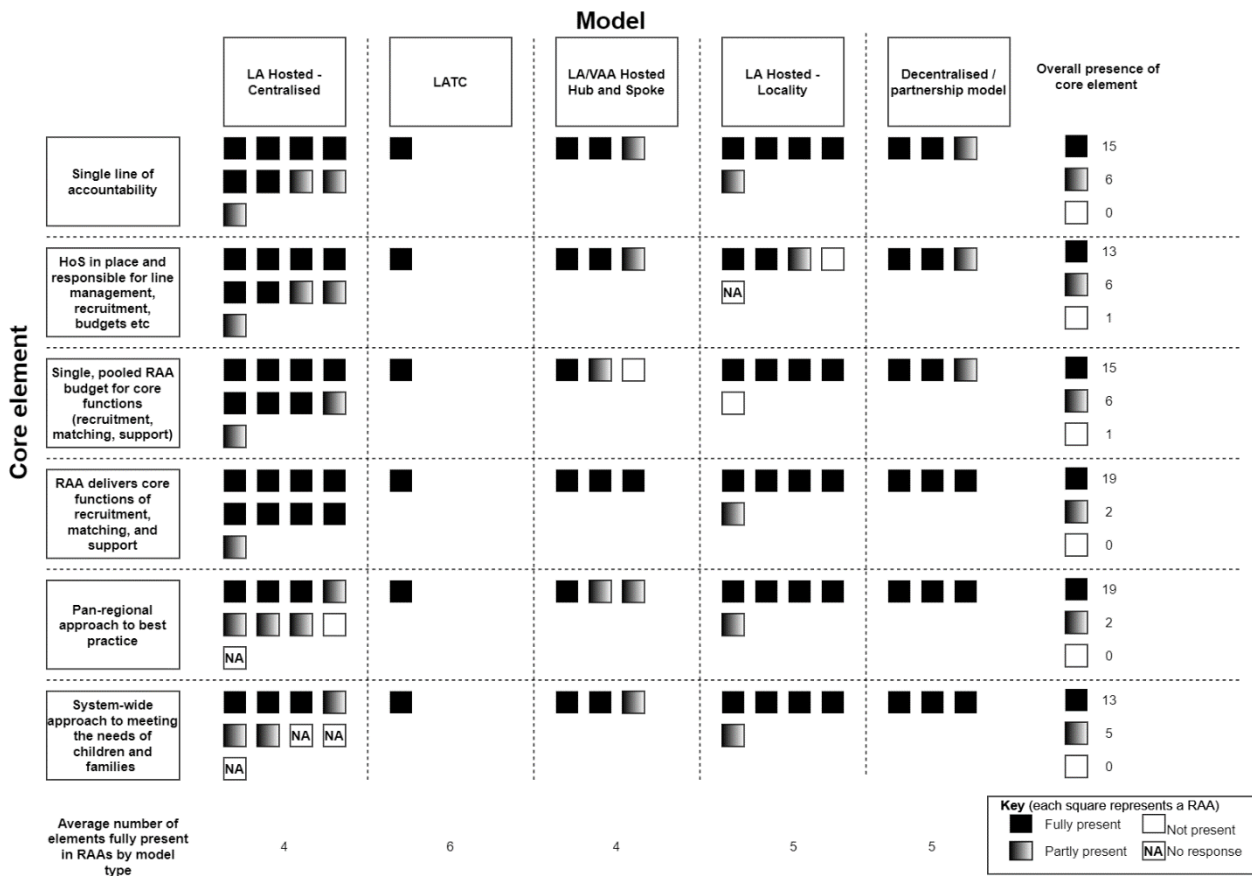 Model
LA Hosted -
Centralised
LATC
LA/VAA Hosted
Hub and Spoke
LA Hosted -
Locality
Decentralised /
partnership model
Overall presence of
core element
Core element
Single line of
accountability
15
6
0
HoS in place and
responsible for line
management,
recruitment,
budgets etc
NA
13
6
1
Single, pooled RAA
budget for core
functions
(recruitment,
matching, support)
15
6
1
RAA delivers core
functions of
recruitment,
matching, and
support
19
2
0
Pan-regional
approach to best
practice
NA
19
2
0
System-wide
approach to meeting
the needs of
children and
families
NA NA
NA
13
5
0
Average number of
elements fully present
in RAAs by model
type
4 6 4 5 5
Key (each square represents a RAA)
Fully present Not present
Partly present NA No response